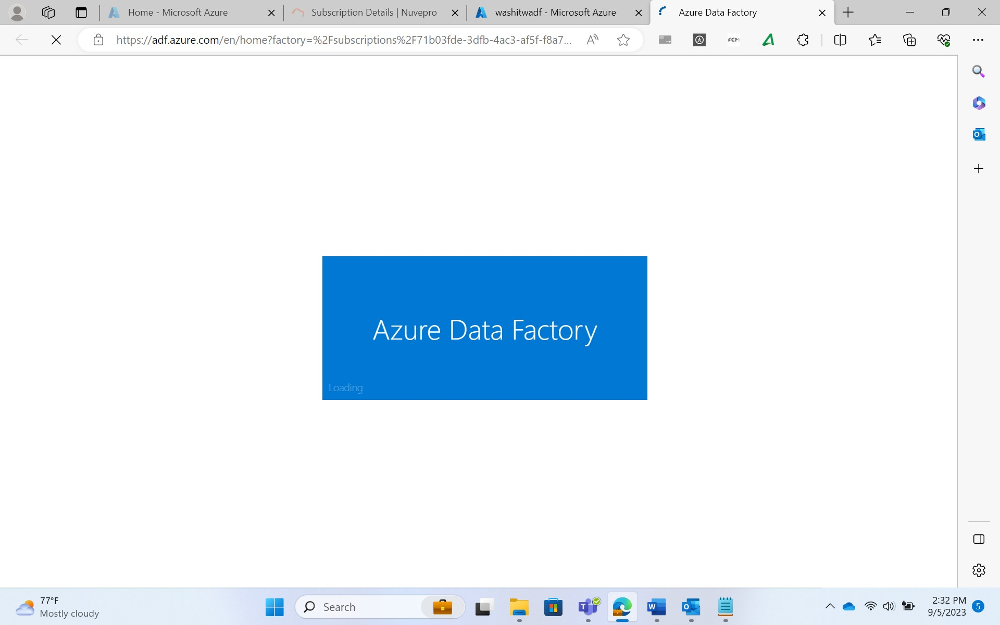 Home - Microsoft Azure
Subscription Details | Nuvepro
washitwadf - Microsoft Azure
Azure Data Factory
https://adf.azure.com/en/home?factory=%2Fsubscriptions%2F71b03fde-3dfb-4ac3-af5f-f8a7...
FCM
Azure Data Factory
Loading
77°F
Mostly cloudy
Search
2:32 PM
9/5/2023
5